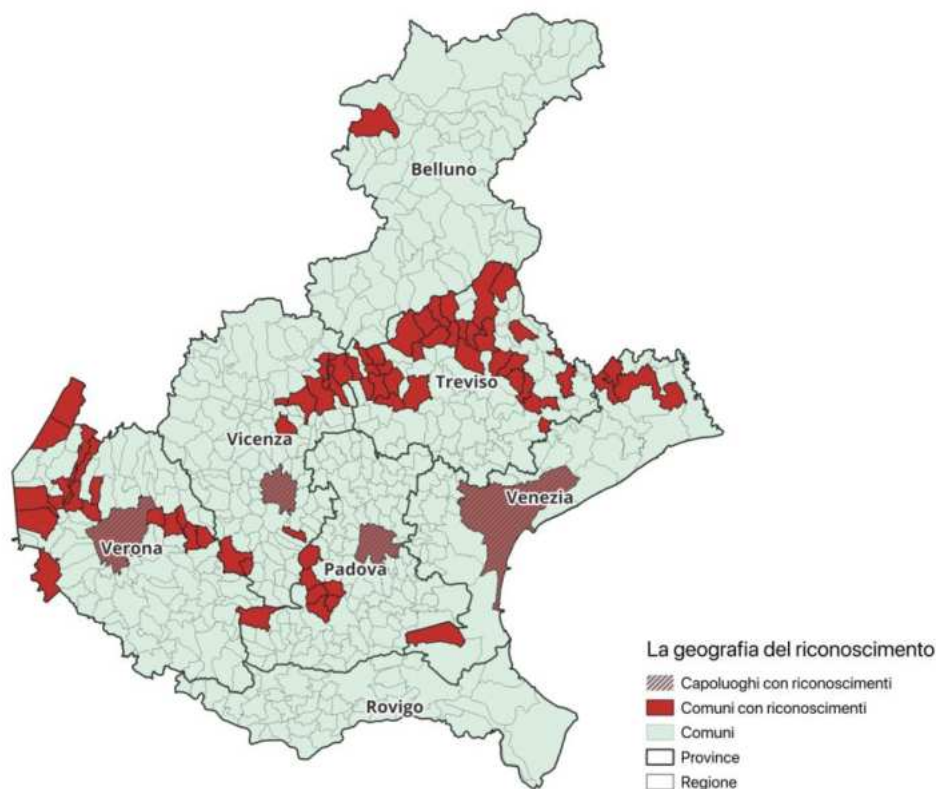 Belluno
Treviso
Vicenza
Venezia
Verona
Padova
Rovigo
La geografia del riconoscimento
Capoluoghi con riconoscimenti
Comuni con riconoscimenti
Comuni
Province
Regione